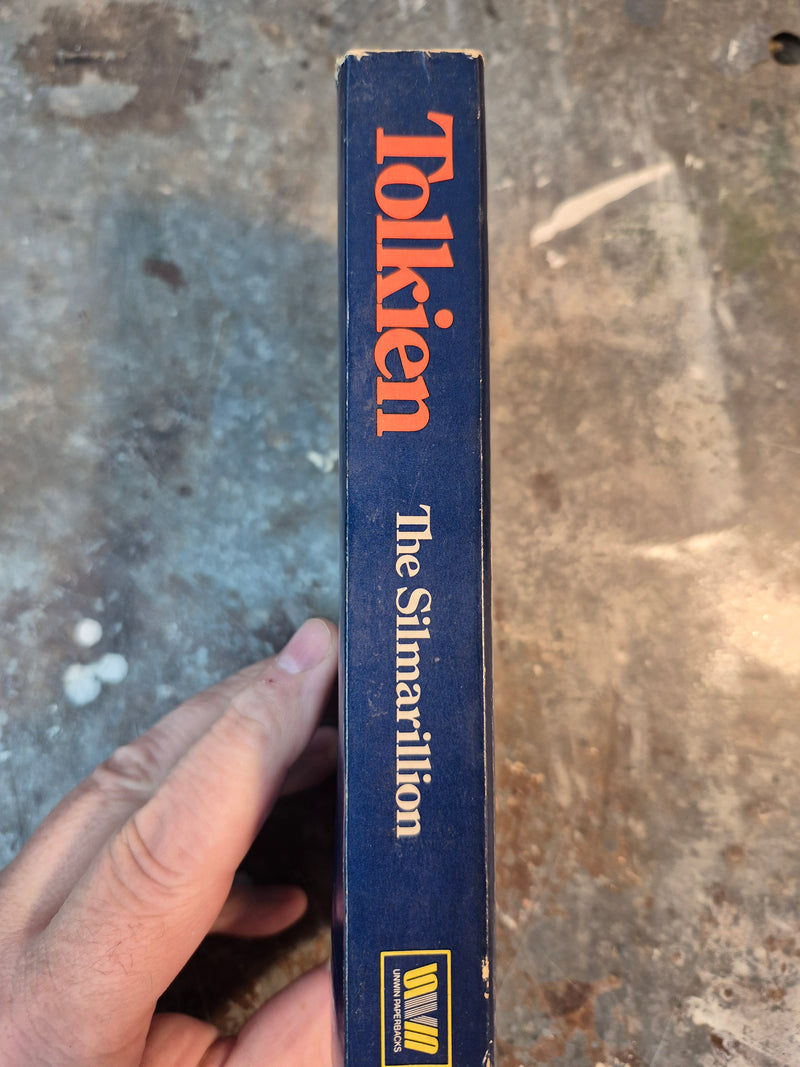 Tolkien
The Silmarillion
UNWIN PAPERBACKS